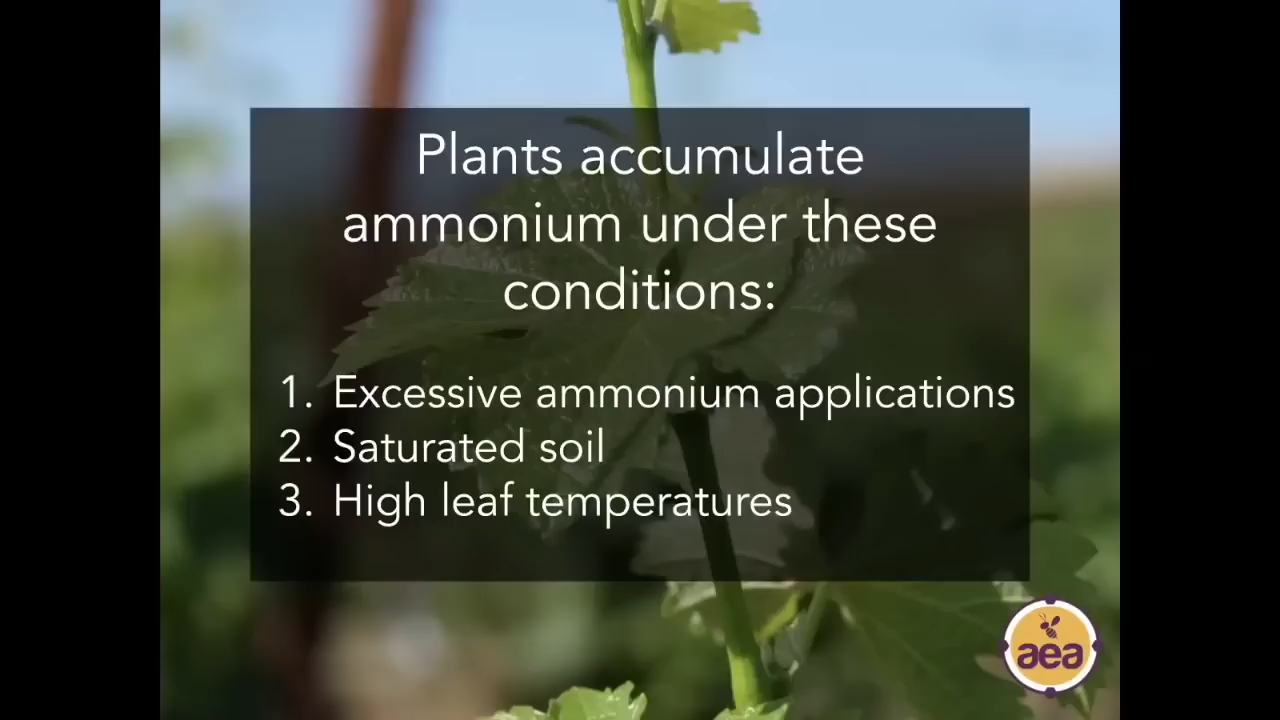 Plants accumulate
ammonium under these
conditions:
1. Excessive ammonium applications
2. Saturated soil
3. High leaf temperatures
aea